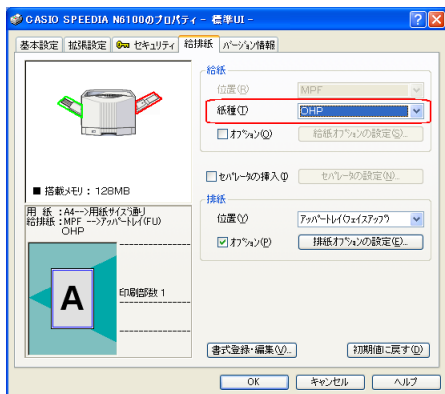 CASIO SPEEDIA N6100のプロパティ - 標準UI -
基本設定 拡張設定 セキュリティ 給排紙 バージョン情報
給紙
位置(R) MPF
紙種(T) OHP
オプション(O) 給紙オプションの設定(S)...
セパレータの挿入(I) セパレータの設定(N)...
■ 搭載メモリ : 128MB
排紙
用 紙 : A4-->用紙サイズ通り
給排紙 : MPF -->アッパートレイ(FU)
OHP
位置(Y) アッパートレイ(フェイスアップ)
オプション(P) 排紙オプションの設定(E)...
A
印刷部数 1
書式登録・編集(V)... 初期値に戻す(D)
OK キャンセル ヘルプ